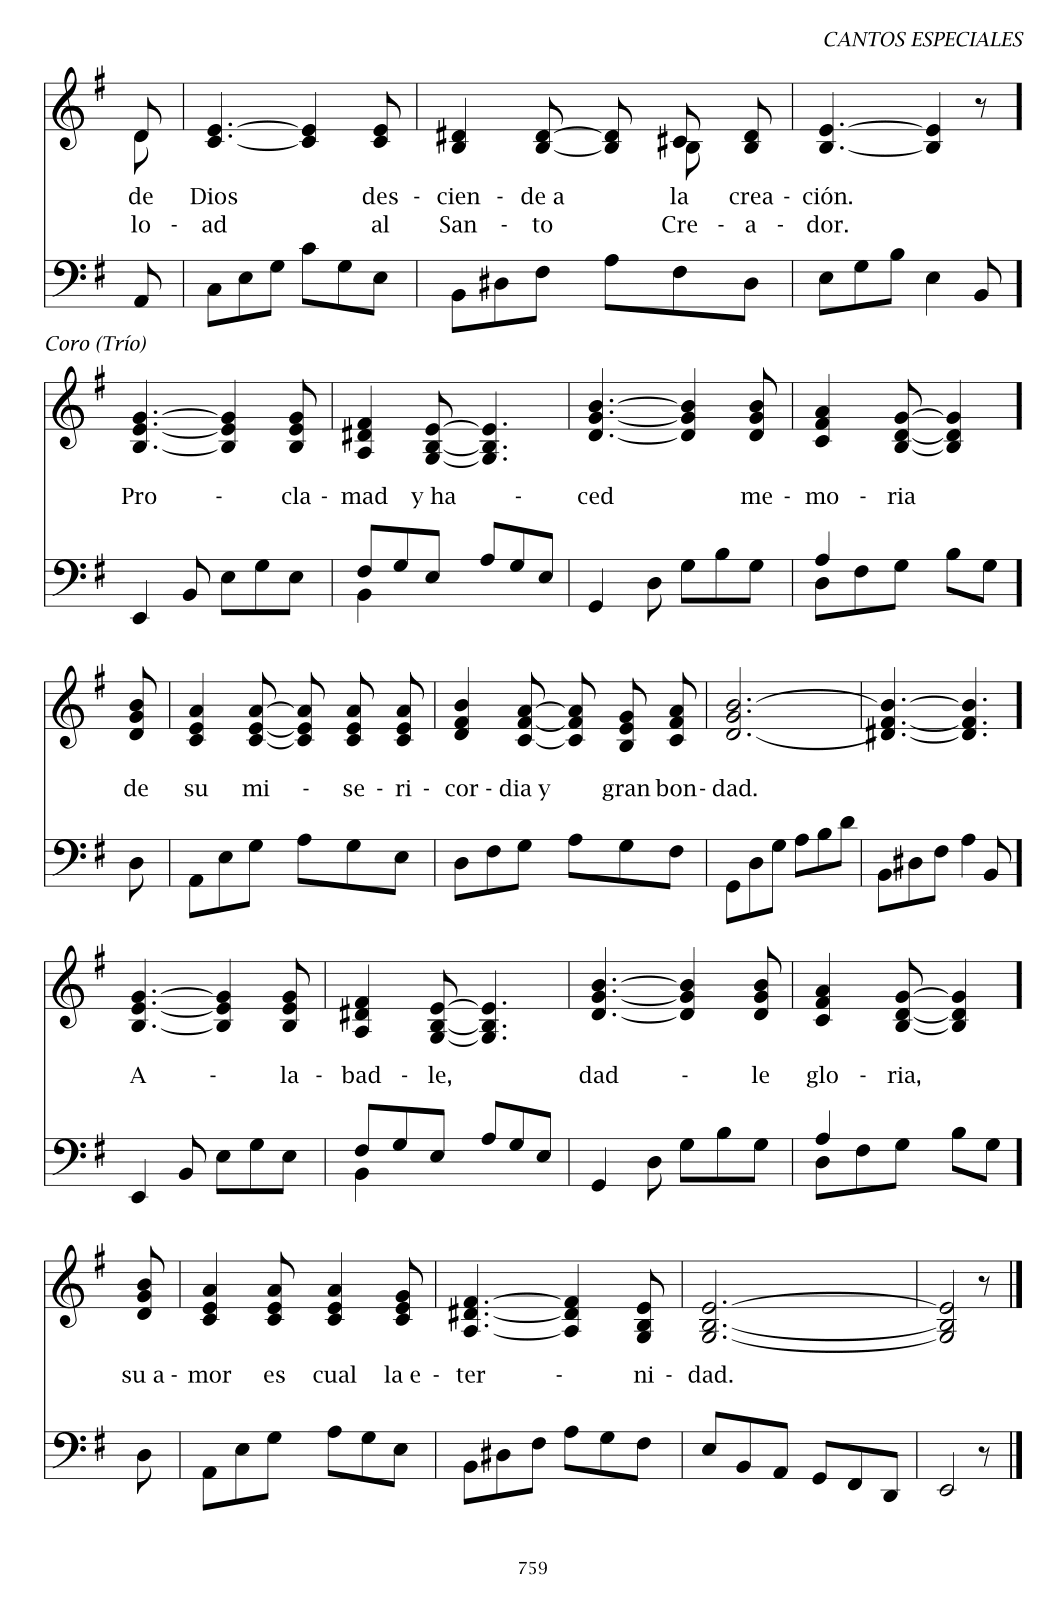 CANTOS ESPECIALES
de Dios des - cien - de a la crea - ción.
lo - ad al San - to Cre - a - dor.
Coro (Trío)
Pro - cla - mad y ha - ced me - mo - ria
de su mi - se - ri - cor - dia y gran bon - dad.
A - la - bad - le, dad - le glo - ria,
su a - mor es cual la e - ter - ni - dad.
759